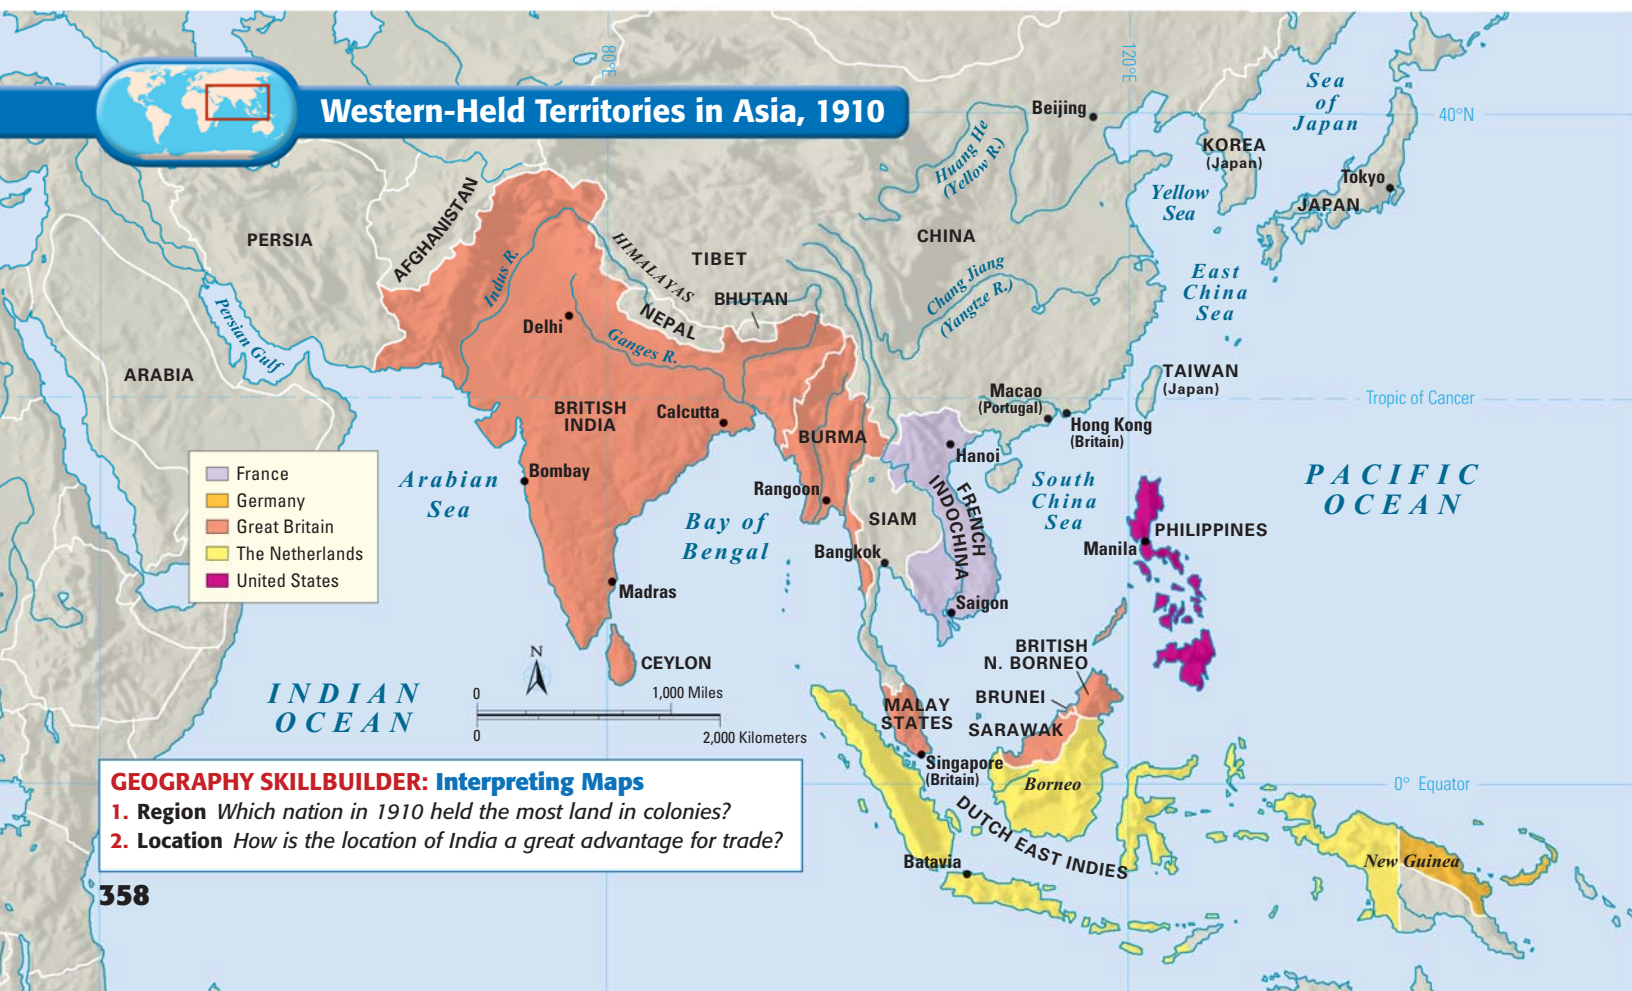 Western-Held Territories in Asia, 1910
80°E
120°E
40°N
Beijing
Sea
of
Japan
Huang He
(Yellow R.)
KOREA
(Japan)
Tokyo
JAPAN
Yellow
Sea
AFGHANISTAN
PERSIA
CHINA
TIBET
HIMALAYAS
Indus R.
BHUTAN
NEPAL
Chang Jiang
(Yangtze R.)
East
China
Sea
Persian Gulf
Delhi
Ganges R.
ARABIA
TAIWAN
(Japan)
Macao
(Portugal)
Tropic of Cancer
BRITISH
INDIA
Calcutta
Hong Kong
(Britain)
BURMA
Hanoi
France
Germany
Great Britain
The Netherlands
United States
Arabian
Sea
Bombay
Rangoon
South
China
Sea
PACIFIC
OCEAN
Bay of
Bengal
SIAM
FRENCH
INDOCHINA
PHILIPPINES
Manila
Bangkok
Madras
Saigon
BRITISH
N. BORNEO
N
CEYLON
INDIAN
OCEAN
0
1,000 Miles
0
2,000 Kilometers
BRUNEI
MALAY
STATES
SARAWAK
Singapore
(Britain)
Borneo
0° Equator
DUTCH EAST INDIES
Batavia
New Guinea
GEOGRAPHY SKILLBUILDER: Interpreting Maps
1. Region Which nation in 1910 held the most land in colonies?
2. Location How is the location of India a great advantage for trade?
358